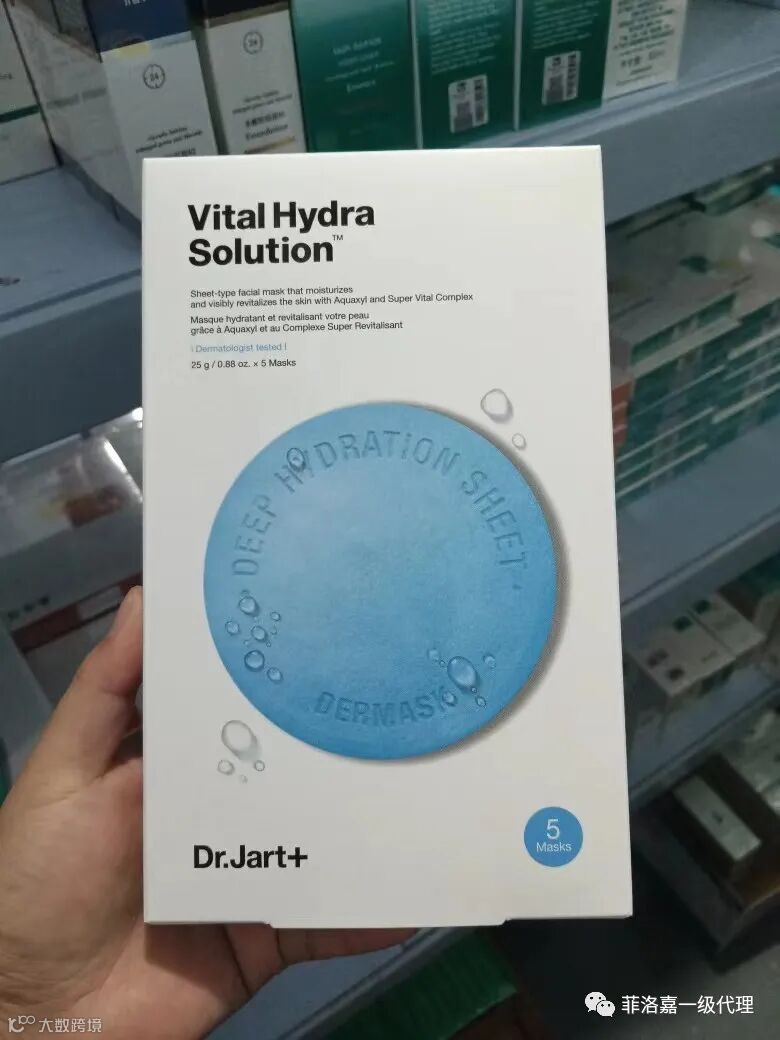 Vital Hydra
Solution™
Sheet-type facial mask that moisturizes
and visibly revitalizes the skin with Aquaxyl and Super Vital Complex
Masque hydratant et revitalisant votre peau
grâce à Aquaxyl et au Complexe Super Revitalisant
¡ Dermatologist tested !
25 g / 0.88 oz. × 5 Masks
DEEP HYDRATiON SHEET
DERMASK
5
Masks
Dr.Jart+
菲洛嘉一级代理
大数跨境